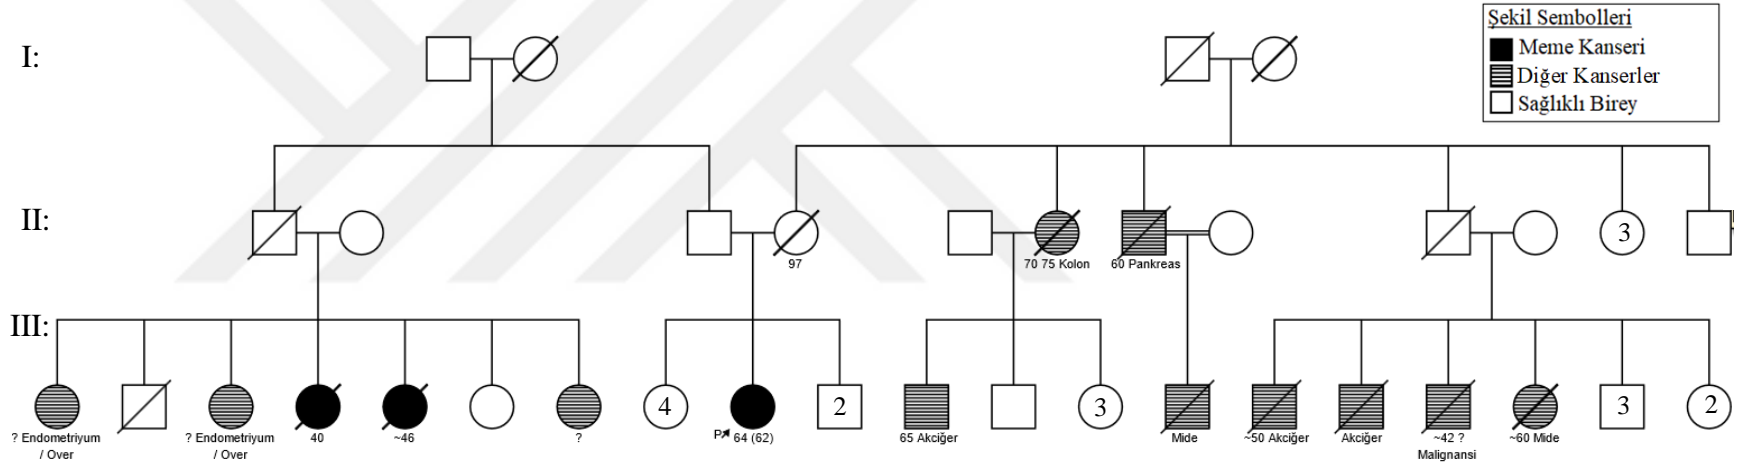 Şekil Sembolleri
Meme Kanseri
Diğer Kanserler
Sağlıklı Birey
I:
II:
97
70 75 Kolon
60 Pankreas
3
III:
? Endometriyum
/ Over
? Endometriyum
/ Over
40
~46
?
4
P
64 (62)
2
65 Akciğer
3
Mide
~50 Akciğer
Akciğer
~42 ?
Malignansi
~60 Mide
3
2